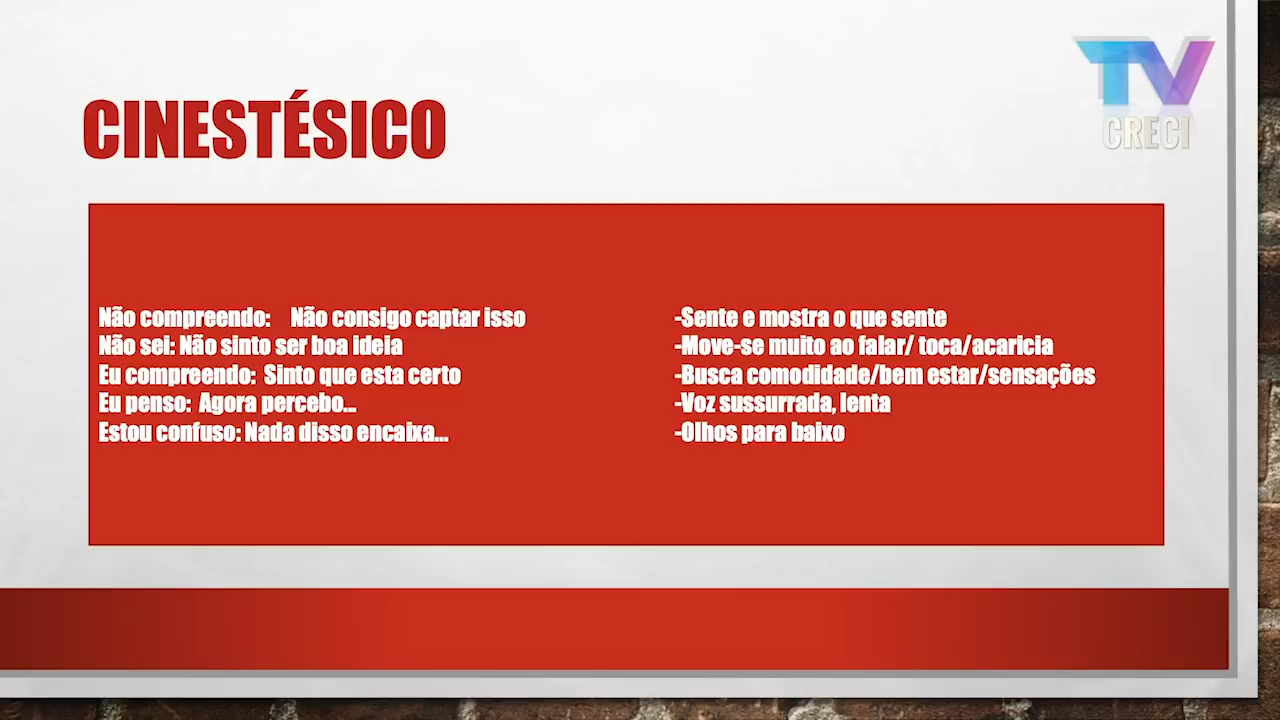 TV
CRECI
CINESTÉSICO
Não compreendo: Não consigo captar isso
Não sei: Não sinto ser boa ideia
Eu compreendo: Sinto que esta certo
Eu penso: Agora percebo...
Estou confuso: Nada disso encaixa...
-Sente e mostra o que sente
-Move-se muito ao falar/ toca/acaricia
-Busca comodidade/bem estar/sensações
-Voz sussurrada, lenta
-Olhos para baixo